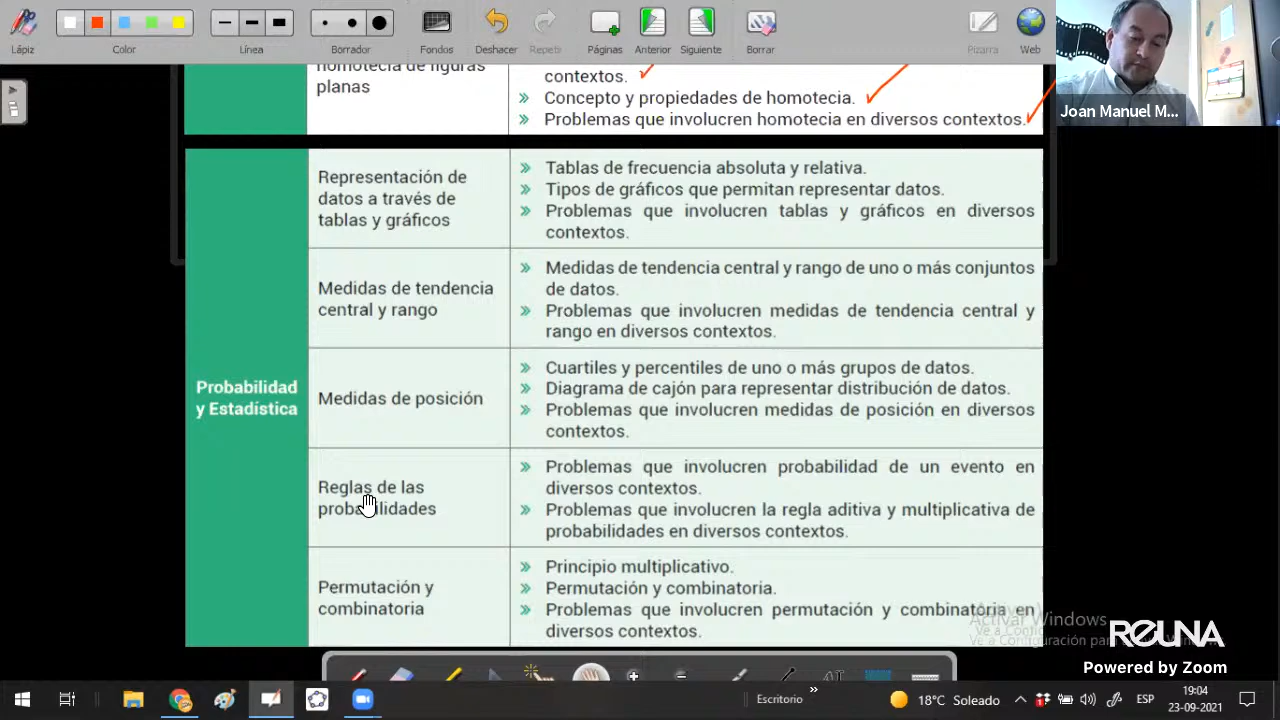 Lápiz
Color
Línea
Borrador
Fondos
Deshacer
Repetir
Páginas
Anterior
Siguiente
Borrar
Pizarra
Web
Joan Manuel M...
homotecia de figuras
planas
contextos.
» Concepto y propiedades de homotecia.
» Problemas que involucren homotecia en diversos contextos.
Probabilidad
y Estadística
Representación de
datos a través de
tablas y gráficos
» Tablas de frecuencia absoluta y relativa.
» Tipos de gráficos que permitan representar datos.
» Problemas que involucren tablas y gráficos en diversos
contextos.
Medidas de tendencia
central y rango
» Medidas de tendencia central y rango de uno o más conjuntos
de datos.
» Problemas que involucren medidas de tendencia central y
rango en diversos contextos.
Medidas de posición
» Cuartiles y percentiles de uno o más grupos de datos.
» Diagrama de cajón para representar distribución de datos.
» Problemas que involucren medidas de posición en diversos
contextos.
Reglas de las
probabilidades
» Problemas que involucren probabilidad de un evento en
diversos contextos.
» Problemas que involucren la regla aditiva y multiplicativa de
probabilidades en diversos contextos.
Permutación y
combinatoria
» Principio multiplicativo.
» Permutación y combinatoria.
» Problemas que involucren permutación y combinatoria en
diversos contextos.
Activar Windows
Ve a Configuración para
REUNA
Powered by Zoom
Escritorio
»
18°C Soleado
ESP
19:04
23-09-2021